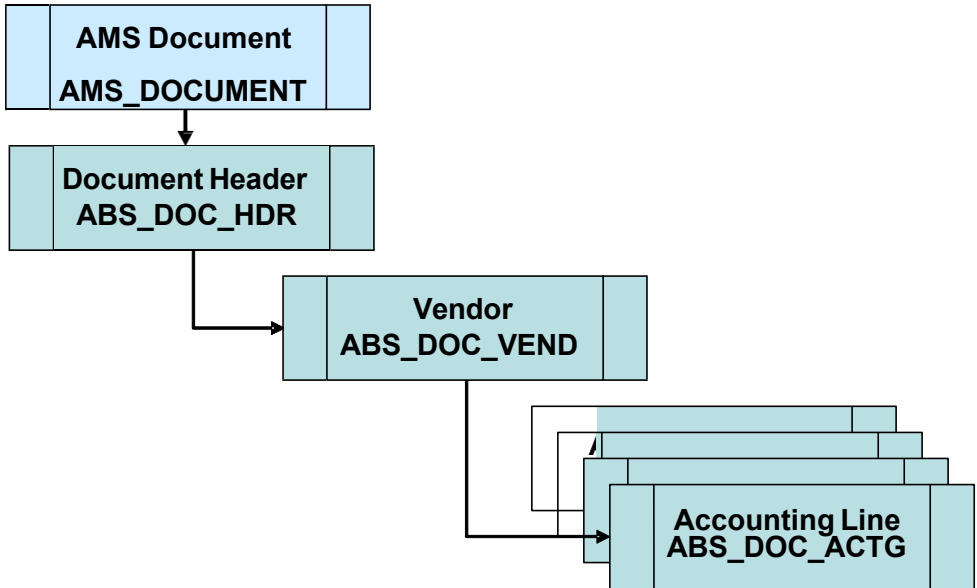 AMS Document
AMS_DOCUMENT
Document Header
ABS_DOC_HDR
Vendor
ABS_DOC_VEND
Accounting Line
ABS_DOC_ACTG